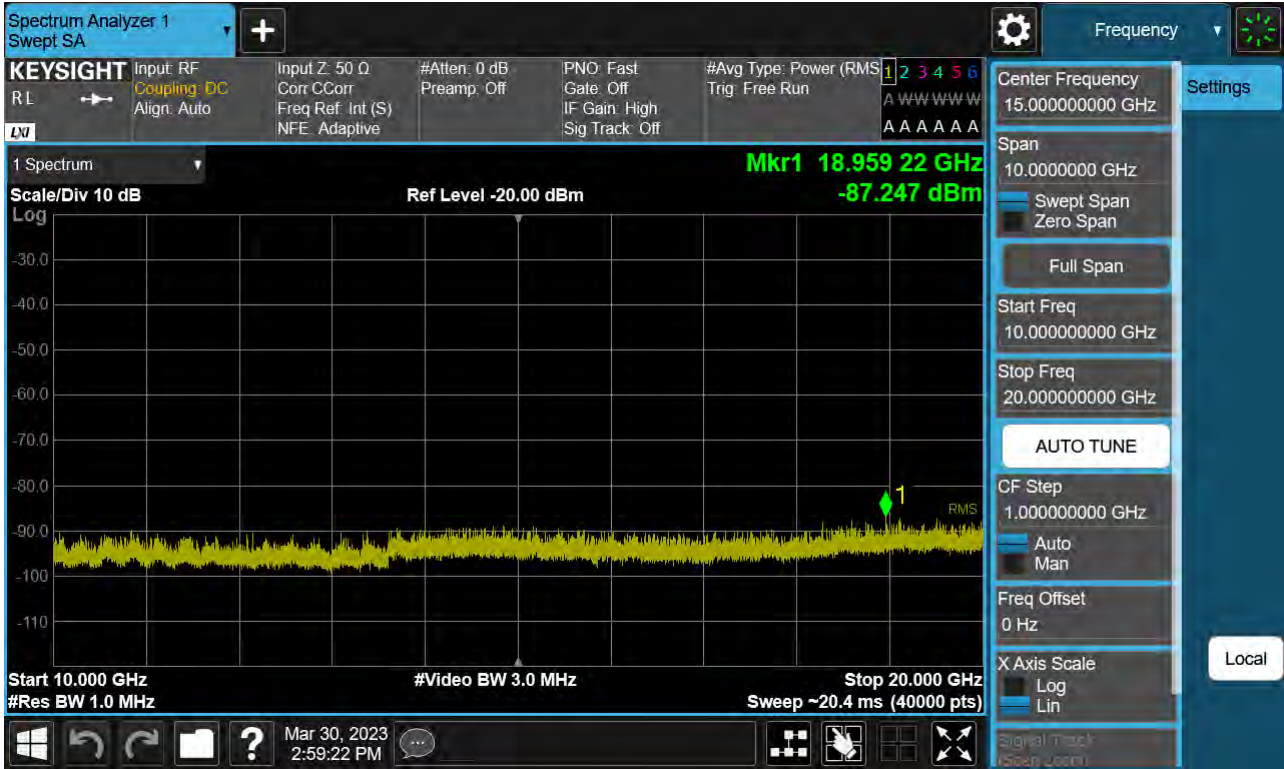 Spectrum Analyzer 1
Swept SA
+
Frequency
KEYSIGHT
R L
LXI
Input: RF
Coupling: DC
Align: Auto
Input Z: 50 Ω
Corr CCorr
Freq Ref: Int (S)
NFE: Adaptive
#Atten: 0 dB
Preamp: Off
PNO: Fast
Gate: Off
IF Gain: High
Sig Track: Off
#Avg Type: Power (RMS
Trig: Free Run
1 2 3 4 5 6
A W W W W W
A A A A A A
1 Spectrum
Scale/Div 10 dB
Log
Ref Level -20.00 dBm
Mkr1 18.959 22 GHz
-87.247 dBm
-30.0
-40.0
-50.0
-60.0
-70.0
-80.0
-90.0
-100
-110
1
RMS
Start 10.000 GHz
#Res BW 1.0 MHz
#Video BW 3.0 MHz
Stop 20.000 GHz
Sweep ~20.4 ms (40000 pts)
Center Frequency
15.000000000 GHz
Settings
Span
10.0000000 GHz
Swept Span
Zero Span
Full Span
Start Freq
10.000000000 GHz
Stop Freq
20.000000000 GHz
AUTO TUNE
CF Step
1.000000000 GHz
Auto
Man
Freq Offset
0 Hz
X Axis Scale
Log
Lin
Local
Signal Track
(Span Zoom)
?
Mar 30, 2023
2:59:22 PM